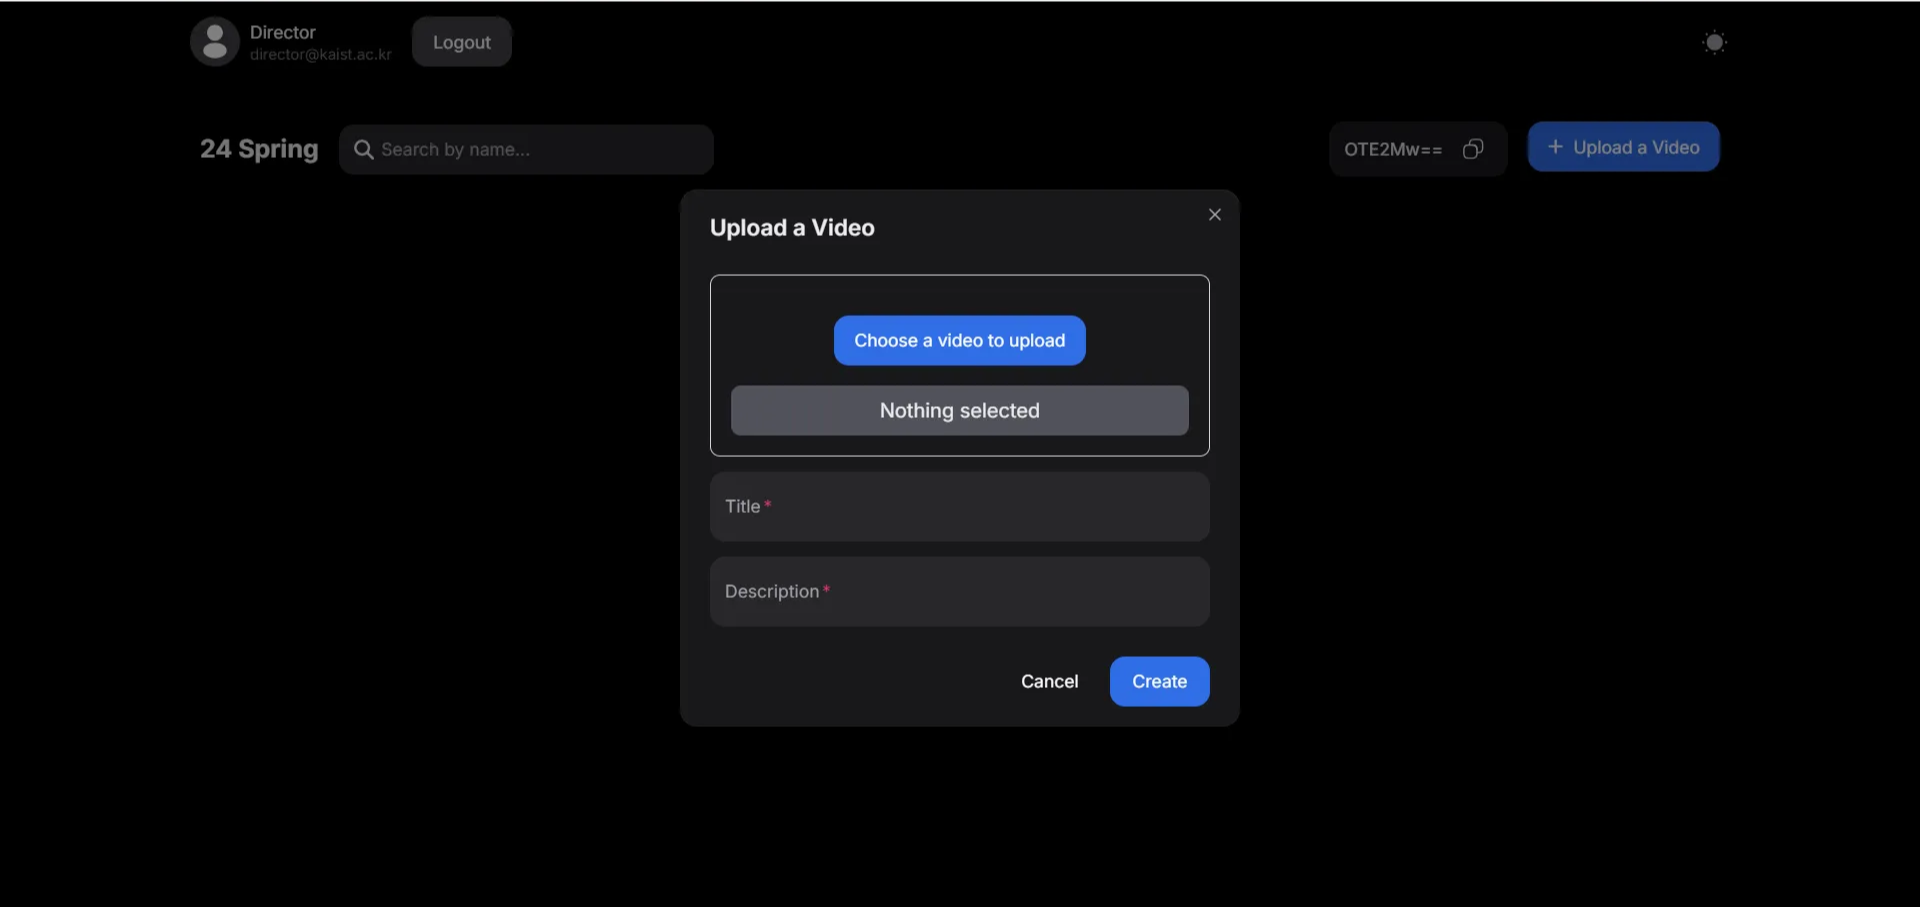 Director
director@kaist.ac.kr
Logout
24 Spring
Search by name...
OTE2Mw==
+ Upload a Video
Upload a Video
Choose a video to upload
Nothing selected
Title *
Description *
Cancel
Create